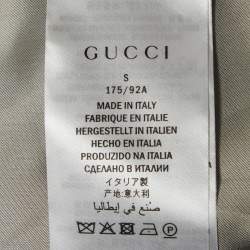 GUCCI
S
175/92A
MADE IN ITALY
FABRIQUE EN ITALIE
HERGESTELLT IN ITALIEN
HECHO EN ITALIA
PRODUZIDO NA ITALIA
СДЕЛАНО В ИТАЛИИ
イタリア製
产地:意大利
صنع في إيطاليا